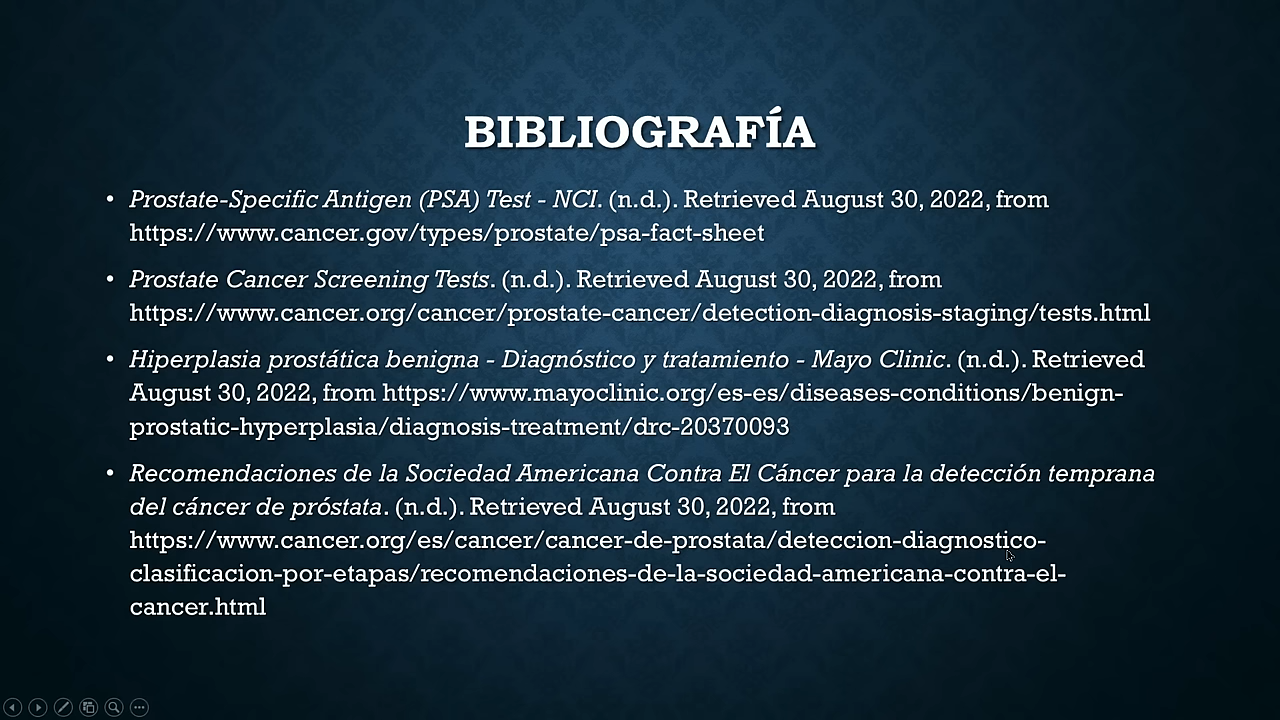 BIBLIOGRAFÍA
• Prostate-Specific Antigen (PSA) Test - NCI. (n.d.). Retrieved August 30, 2022, from
https://www.cancer.gov/types/prostate/psa-fact-sheet
• Prostate Cancer Screening Tests. (n.d.). Retrieved August 30, 2022, from
https://www.cancer.org/cancer/prostate-cancer/detection-diagnosis-staging/tests.html
• Hiperplasia prostática benigna - Diagnóstico y tratamiento - Mayo Clinic. (n.d.). Retrieved
August 30, 2022, from https://www.mayoclinic.org/es-es/diseases-conditions/benign-
prostatic-hyperplasia/diagnosis-treatment/drc-20370093
• Recomendaciones de la Sociedad Americana Contra El Cáncer para la detección temprana
del cáncer de próstata. (n.d.). Retrieved August 30, 2022, from
https://www.cancer.org/es/cancer/cancer-de-prostata/deteccion-diagnostico-
clasificacion-por-etapas/recomendaciones-de-la-sociedad-americana-contra-el-
cancer.html